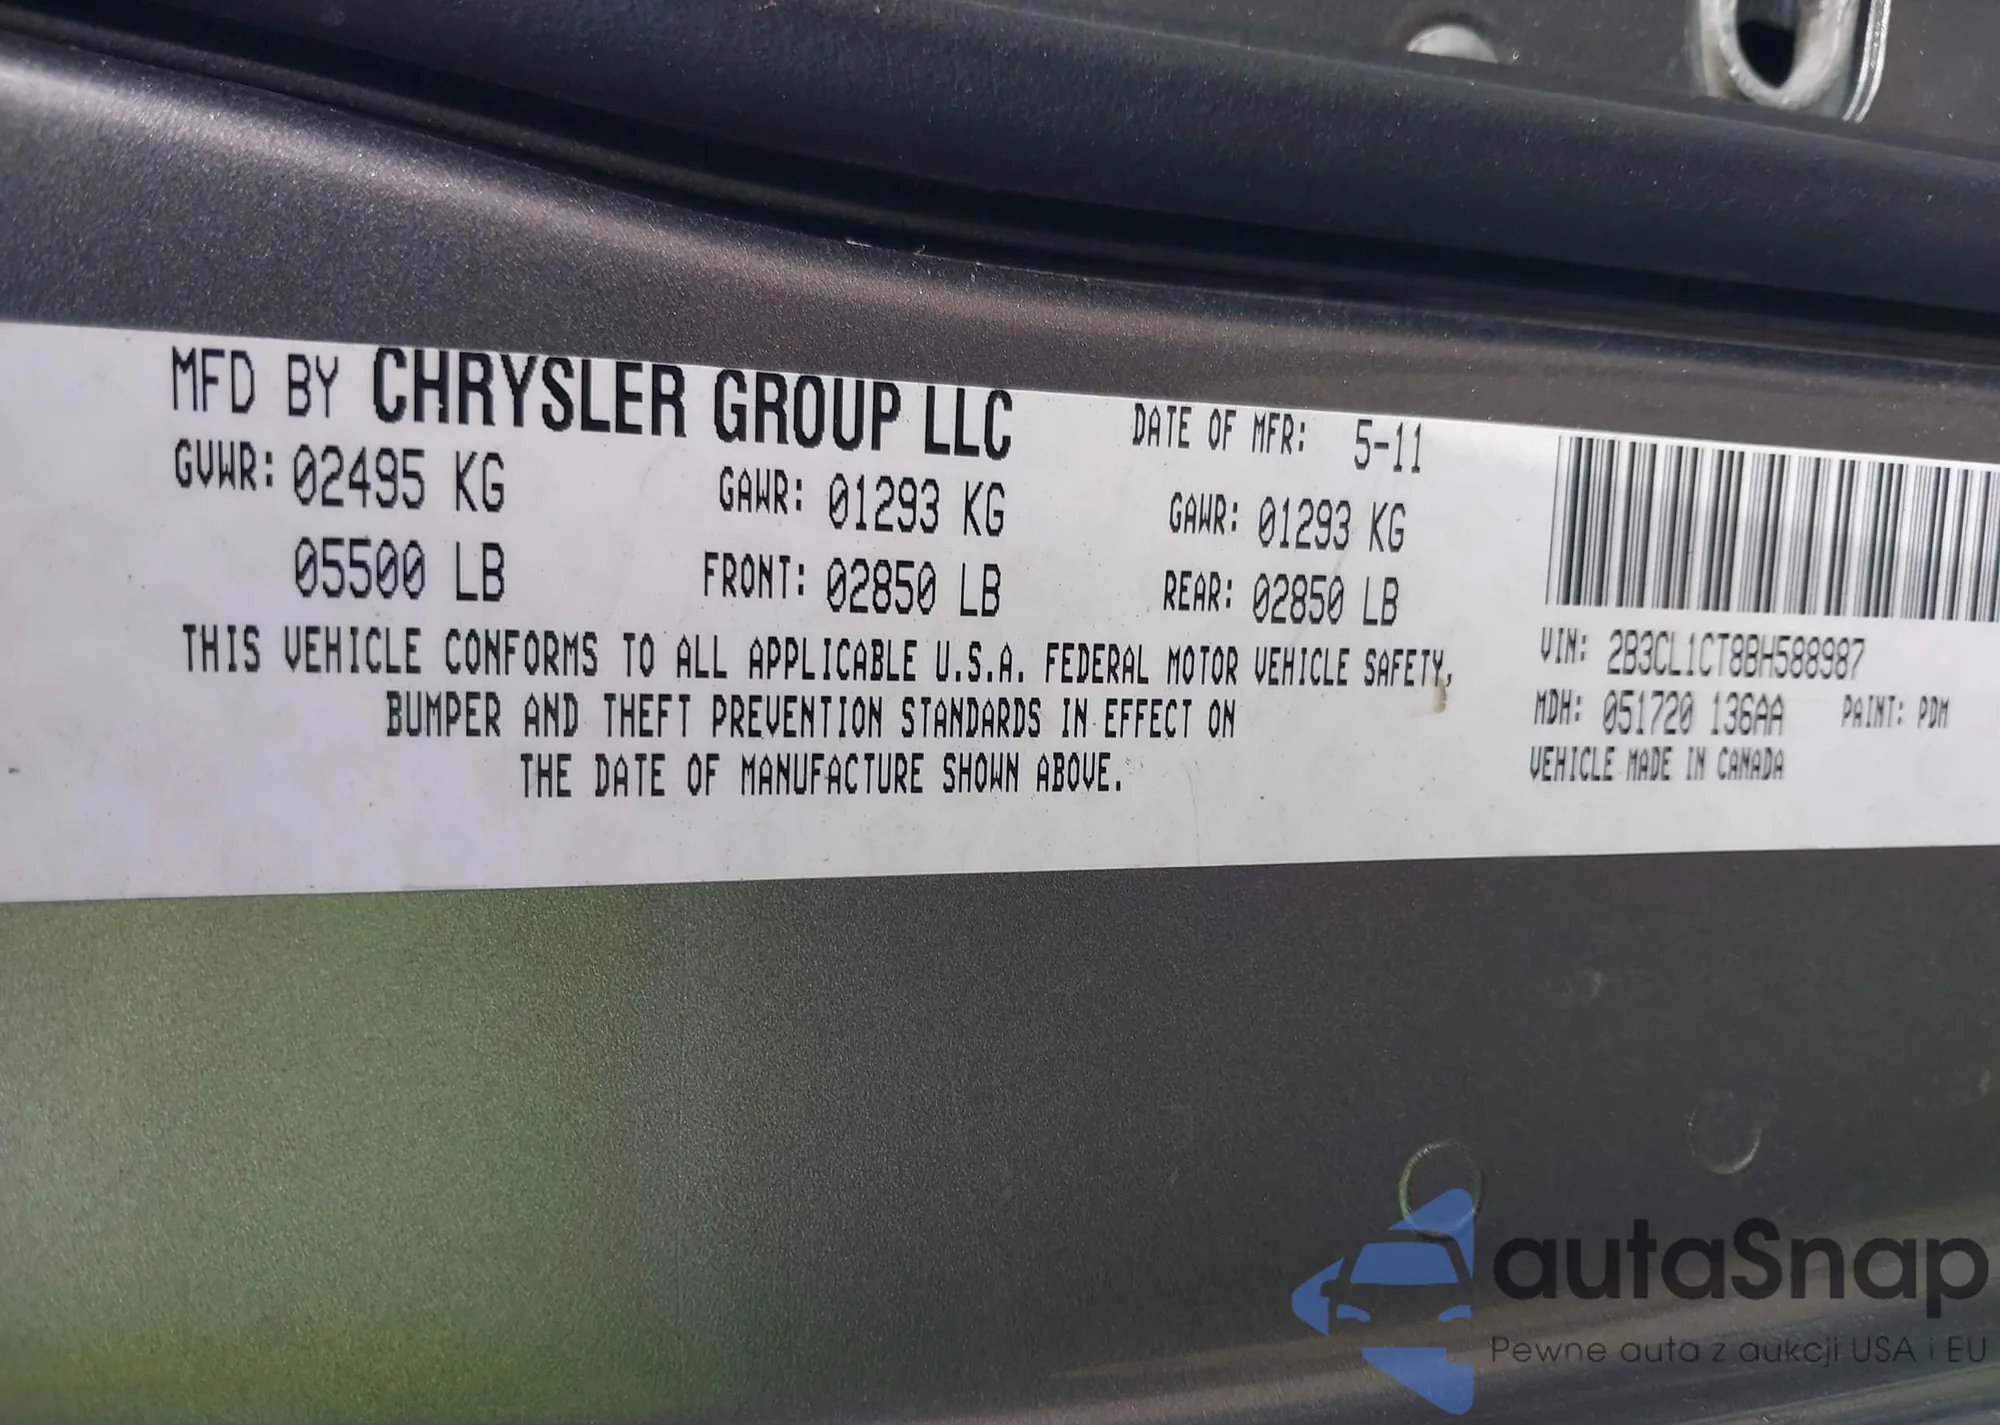 MFD BY CHRYSLER GROUP LLC DATE OF MFR: 5-11
GVWR: 02495 KG GAWR: 01293 KG GAWR: 01293 KG
05500 LB FRONT: 02850 LB REAR: 02850 LB
THIS VEHICLE CONFORMS TO ALL APPLICABLE U.S.A. FEDERAL MOTOR VEHICLE SAFETY,
BUMPER AND THEFT PREVENTION STANDARDS IN EFFECT ON
THE DATE OF MANUFACTURE SHOWN ABOVE.
VIN: 2B3CL1CT8BH588987
MDH: 051720 136AA PAINT: PDM
VEHICLE MADE IN CANADA
autaSnap
Pewne auta z aukcji USA i EU